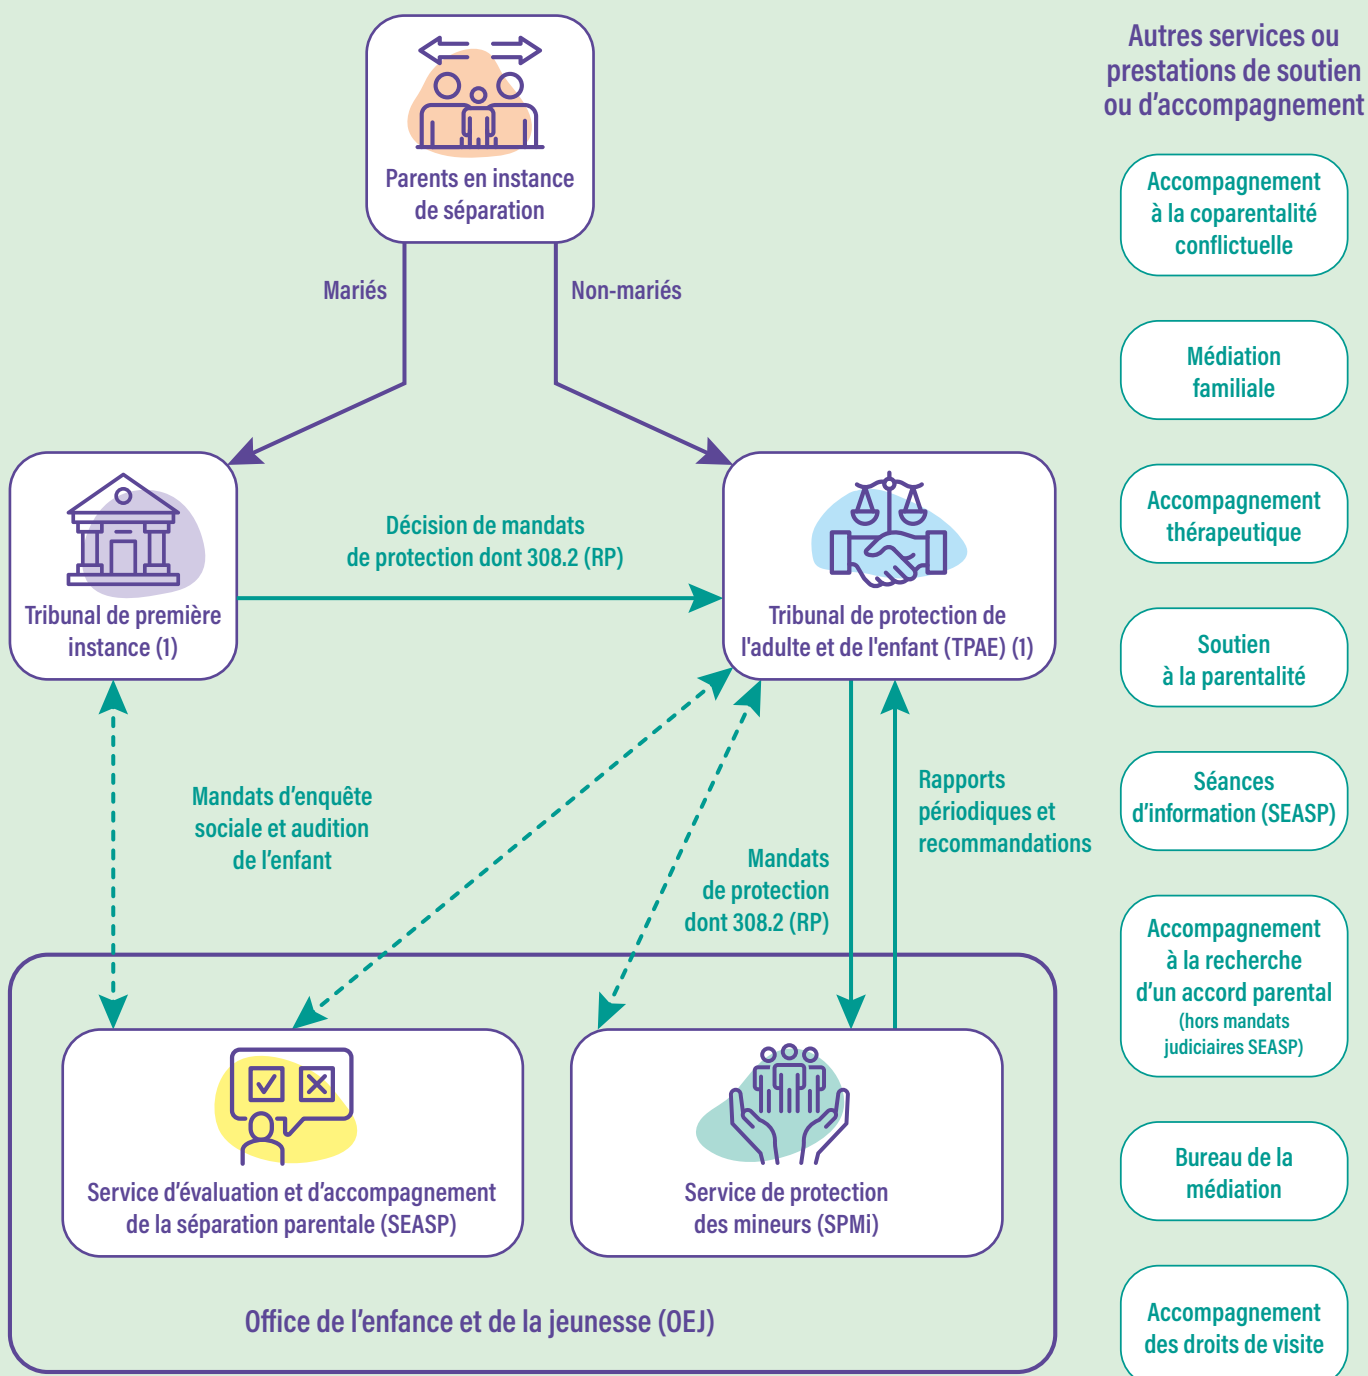 Parents en instance
de séparation
Mariés
Non-mariés
Tribunal de première
instance (1)
Décision de mandats
de protection dont 308.2 (RP)
Tribunal de protection de
l'adulte et de l'enfant (TPAE) (1)
Mandats d'enquête
sociale et audition
de l'enfant
Mandats
de protection
dont 308.2 (RP)
Rapports
périodiques et
recommandations
Service d'évaluation et d'accompagnement
de la séparation parentale (SEASP)
Service de protection
des mineurs (SPMi)
Office de l'enfance et de la jeunesse (OEJ)
Autres services ou
prestations de soutien
ou d'accompagnement
Accompagnement
à la coparentalité
conflictuelle
Médiation
familiale
Accompagnement
thérapeutique
Soutien
à la parentalité
Séances
d'information (SEASP)
Accompagnement
à la recherche
d'un accord parental
(hors mandats
judiciaires SEASP)
Bureau de la
médiation
Accompagnement
des droits de visite